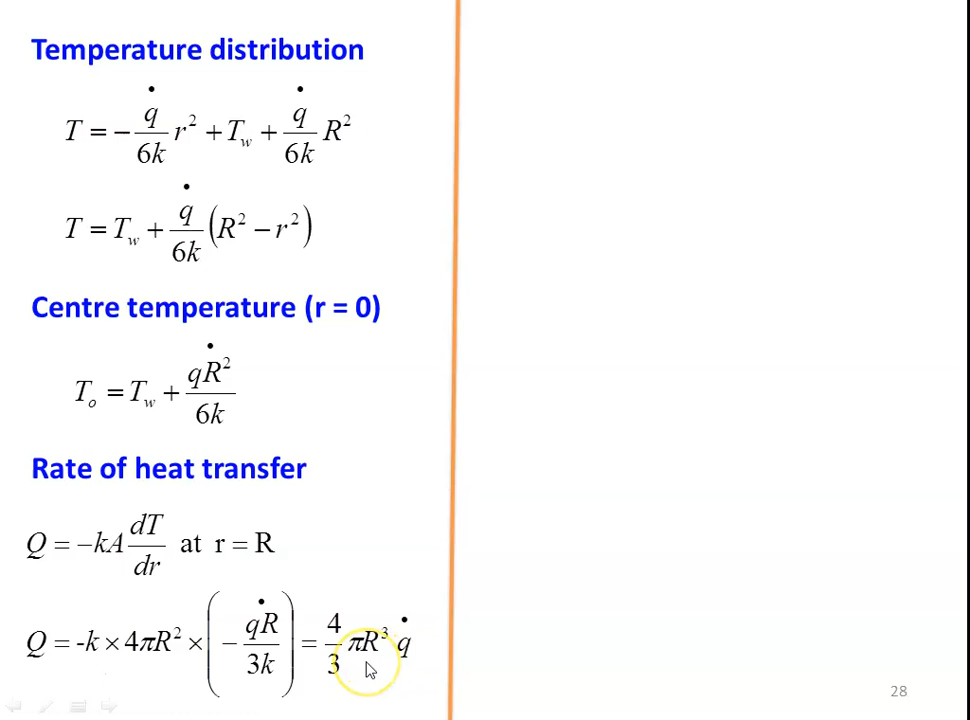 Temperature distribution
T = − q̇/6k r² + T_w + q̇/6k R²
T = T_w + q̇/6k (R² − r²)
Centre temperature (r = 0)
T_o = T_w + q̇R²/6k
Rate of heat transfer
Q = −kA dT/dr at r = R
Q = -k × 4πR² × (− q̇R/3k) = 4/3 πR³ q̇
28